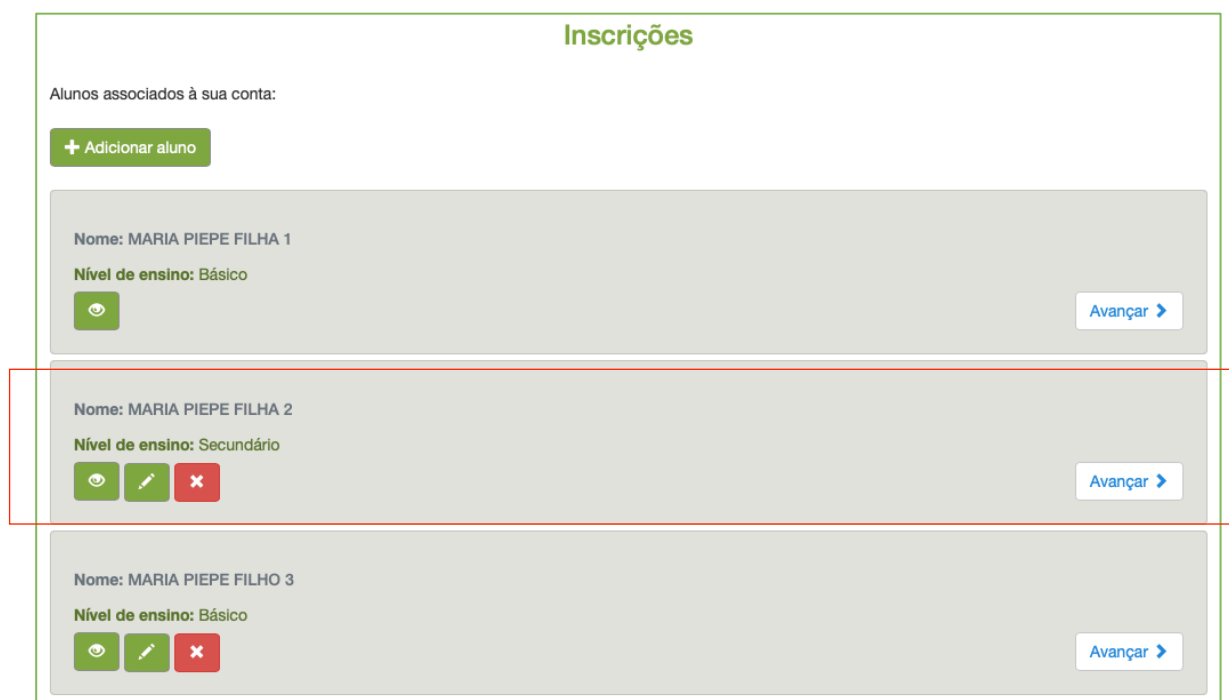 Inscrições
Alunos associados à sua conta:
Adicionar aluno
Nome: MARIA PIEPE FILHA 1
Nível de ensino: Básico
Avançar
Nome: MARIA PIEPE FILHA 2
Nível de ensino: Secundário
Avançar
Nome: MARIA PIEPE FILHO 3
Nível de ensino: Básico
Avançar